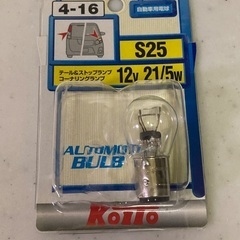 4-16
自動車用電球
S25
テール&ストップランプ
コーナリングランプ
12v 21/5w
AUTOMOTIVE
BULB
Koito